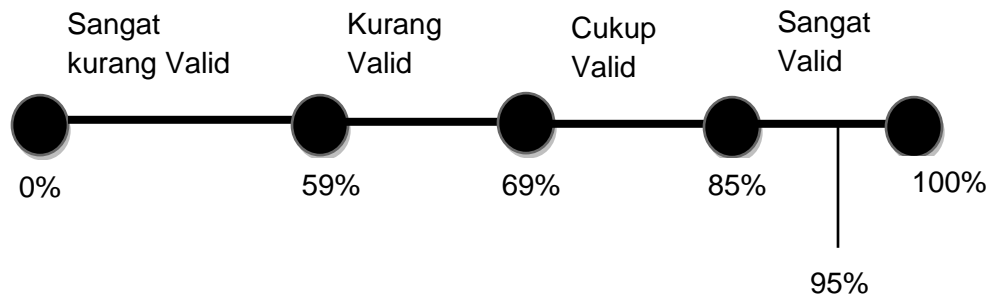 Sangat
kurang Valid
Kurang
Valid
Cukup
Valid
Sangat
Valid
0%
59%
69%
85%
100%
95%